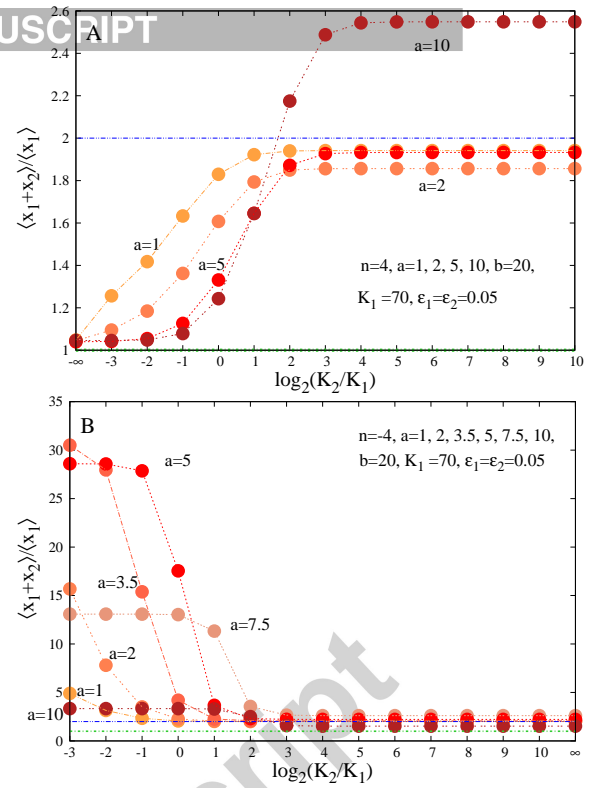 USCRIPT
A
2.6
2.4
2.2
2
1.8
1.6
1.4
1.2
1
⟨x₁+x₂⟩/⟨x₁⟩
a=10
a=2
a=1
a=5
n=4, a=1, 2, 5, 10, b=20,
K₁ =70, ε₁=ε₂=0.05
-∞ -3 -2 -1 0 1 2 3 4 5 6 7 8 9 10
log₂(K₂/K₁)
B
35
30
25
20
15
10
5
0
⟨x₁+x₂⟩/⟨x₁⟩
n=-4, a=1, 2, 3.5, 5, 7.5, 10,
b=20, K₁ =70, ε₁=ε₂=0.05
a=5
a=3.5
a=7.5
a=2
a=1
a=10
-3 -2 -1 0 1 2 3 4 5 6 7 8 9 10 ∞
log₂(K₂/K₁)
script